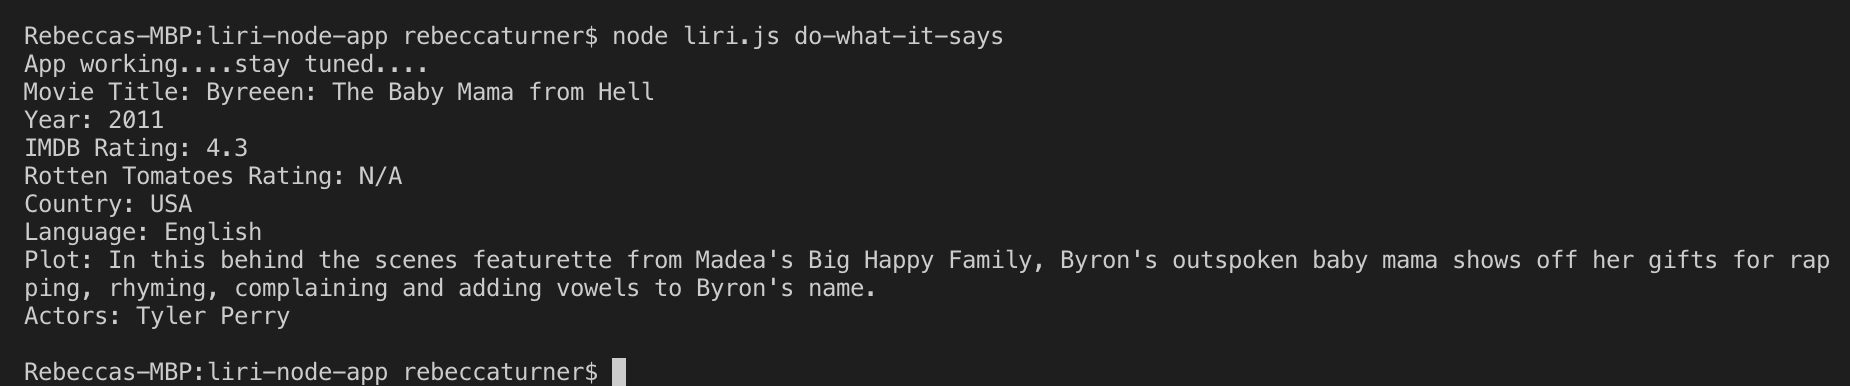 Rebeccas-MBP:liri-node-app rebeccaturner$ node liri.js do-what-it-says
App working....stay tuned....
Movie Title: Byreeen: The Baby Mama from Hell
Year: 2011
IMDB Rating: 4.3
Rotten Tomatoes Rating: N/A
Country: USA
Language: English
Plot: In this behind the scenes featurette from Madea's Big Happy Family, Byron's outspoken baby mama shows off her gifts for rap
ping, rhyming, complaining and adding vowels to Byron's name.
Actors: Tyler Perry
Rebeccas-MBP:liri-node-app rebeccaturner$